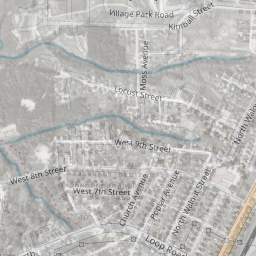 Village Park Road
Kimball Street
Moss Avenue
Locust Street
North Wal
West 9th Street
West 8th Street
West 7th Street
Church Avenue
Poplar Avenue
North Walnut Street
Loop Road